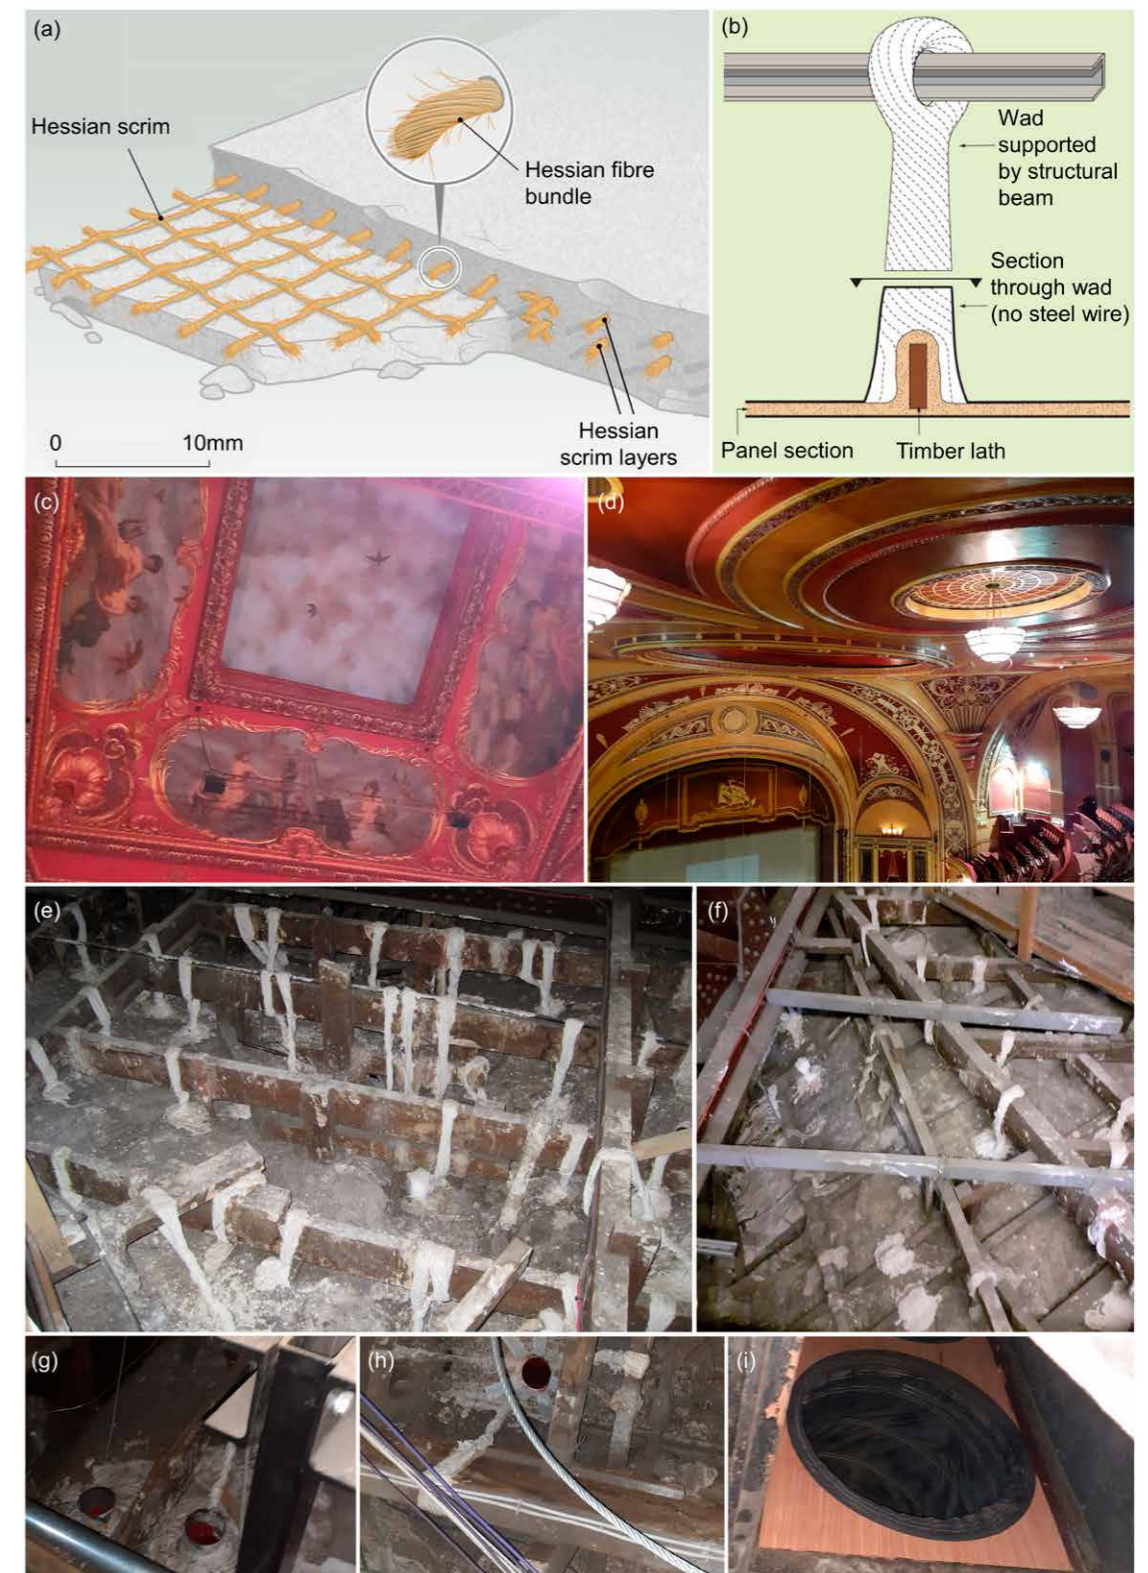 (a)
Hessian scrim
Hessian fibre
bundle
Hessian
scrim layers
0 10mm
(b)
Wad
supported
by structural
beam
Section
through wad
(no steel wire)
Panel section
Timber lath
(c)
(d)
(e)
(f)
(g)
(h)
(i)